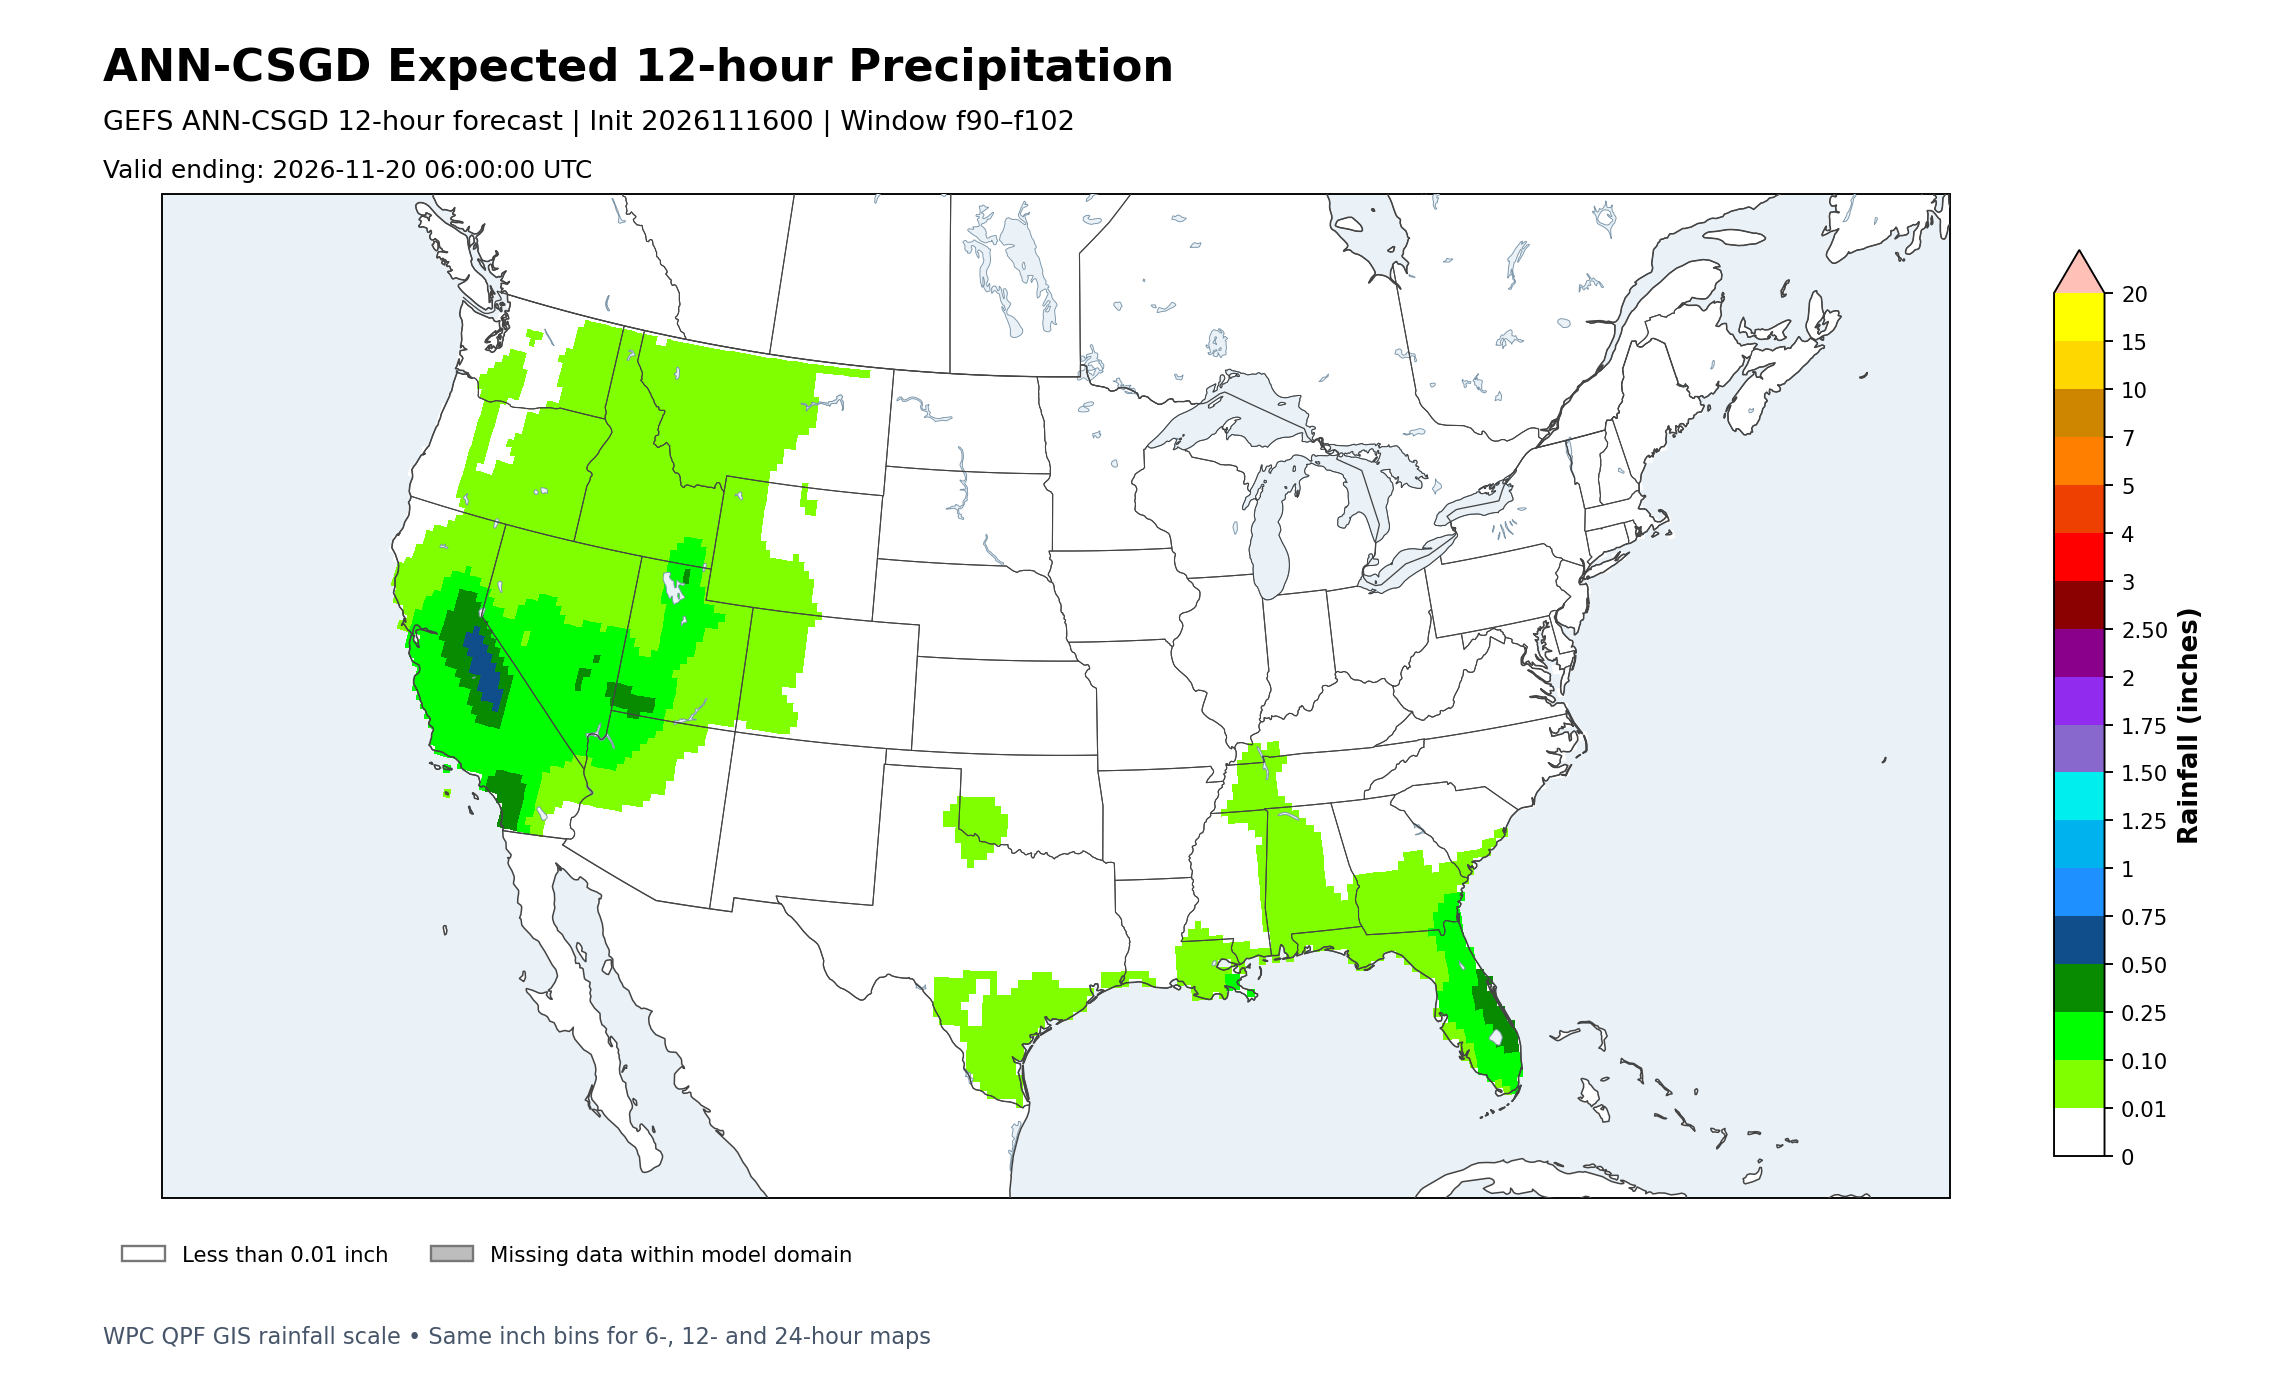 ANN-CSGD Expected 12-hour Precipitation
GEFS ANN-CSGD 12-hour forecast | Init 2026111600 | Window f90–f102
Valid ending: 2026-11-20 06:00:00 UTC
20
15
10
7
5
4
3
2.50
2
1.75
1.50
1.25
1
0.75
0.50
0.25
0.10
0.01
0
Rainfall (inches)
Less than 0.01 inch
Missing data within model domain
WPC QPF GIS rainfall scale • Same inch bins for 6-, 12- and 24-hour maps